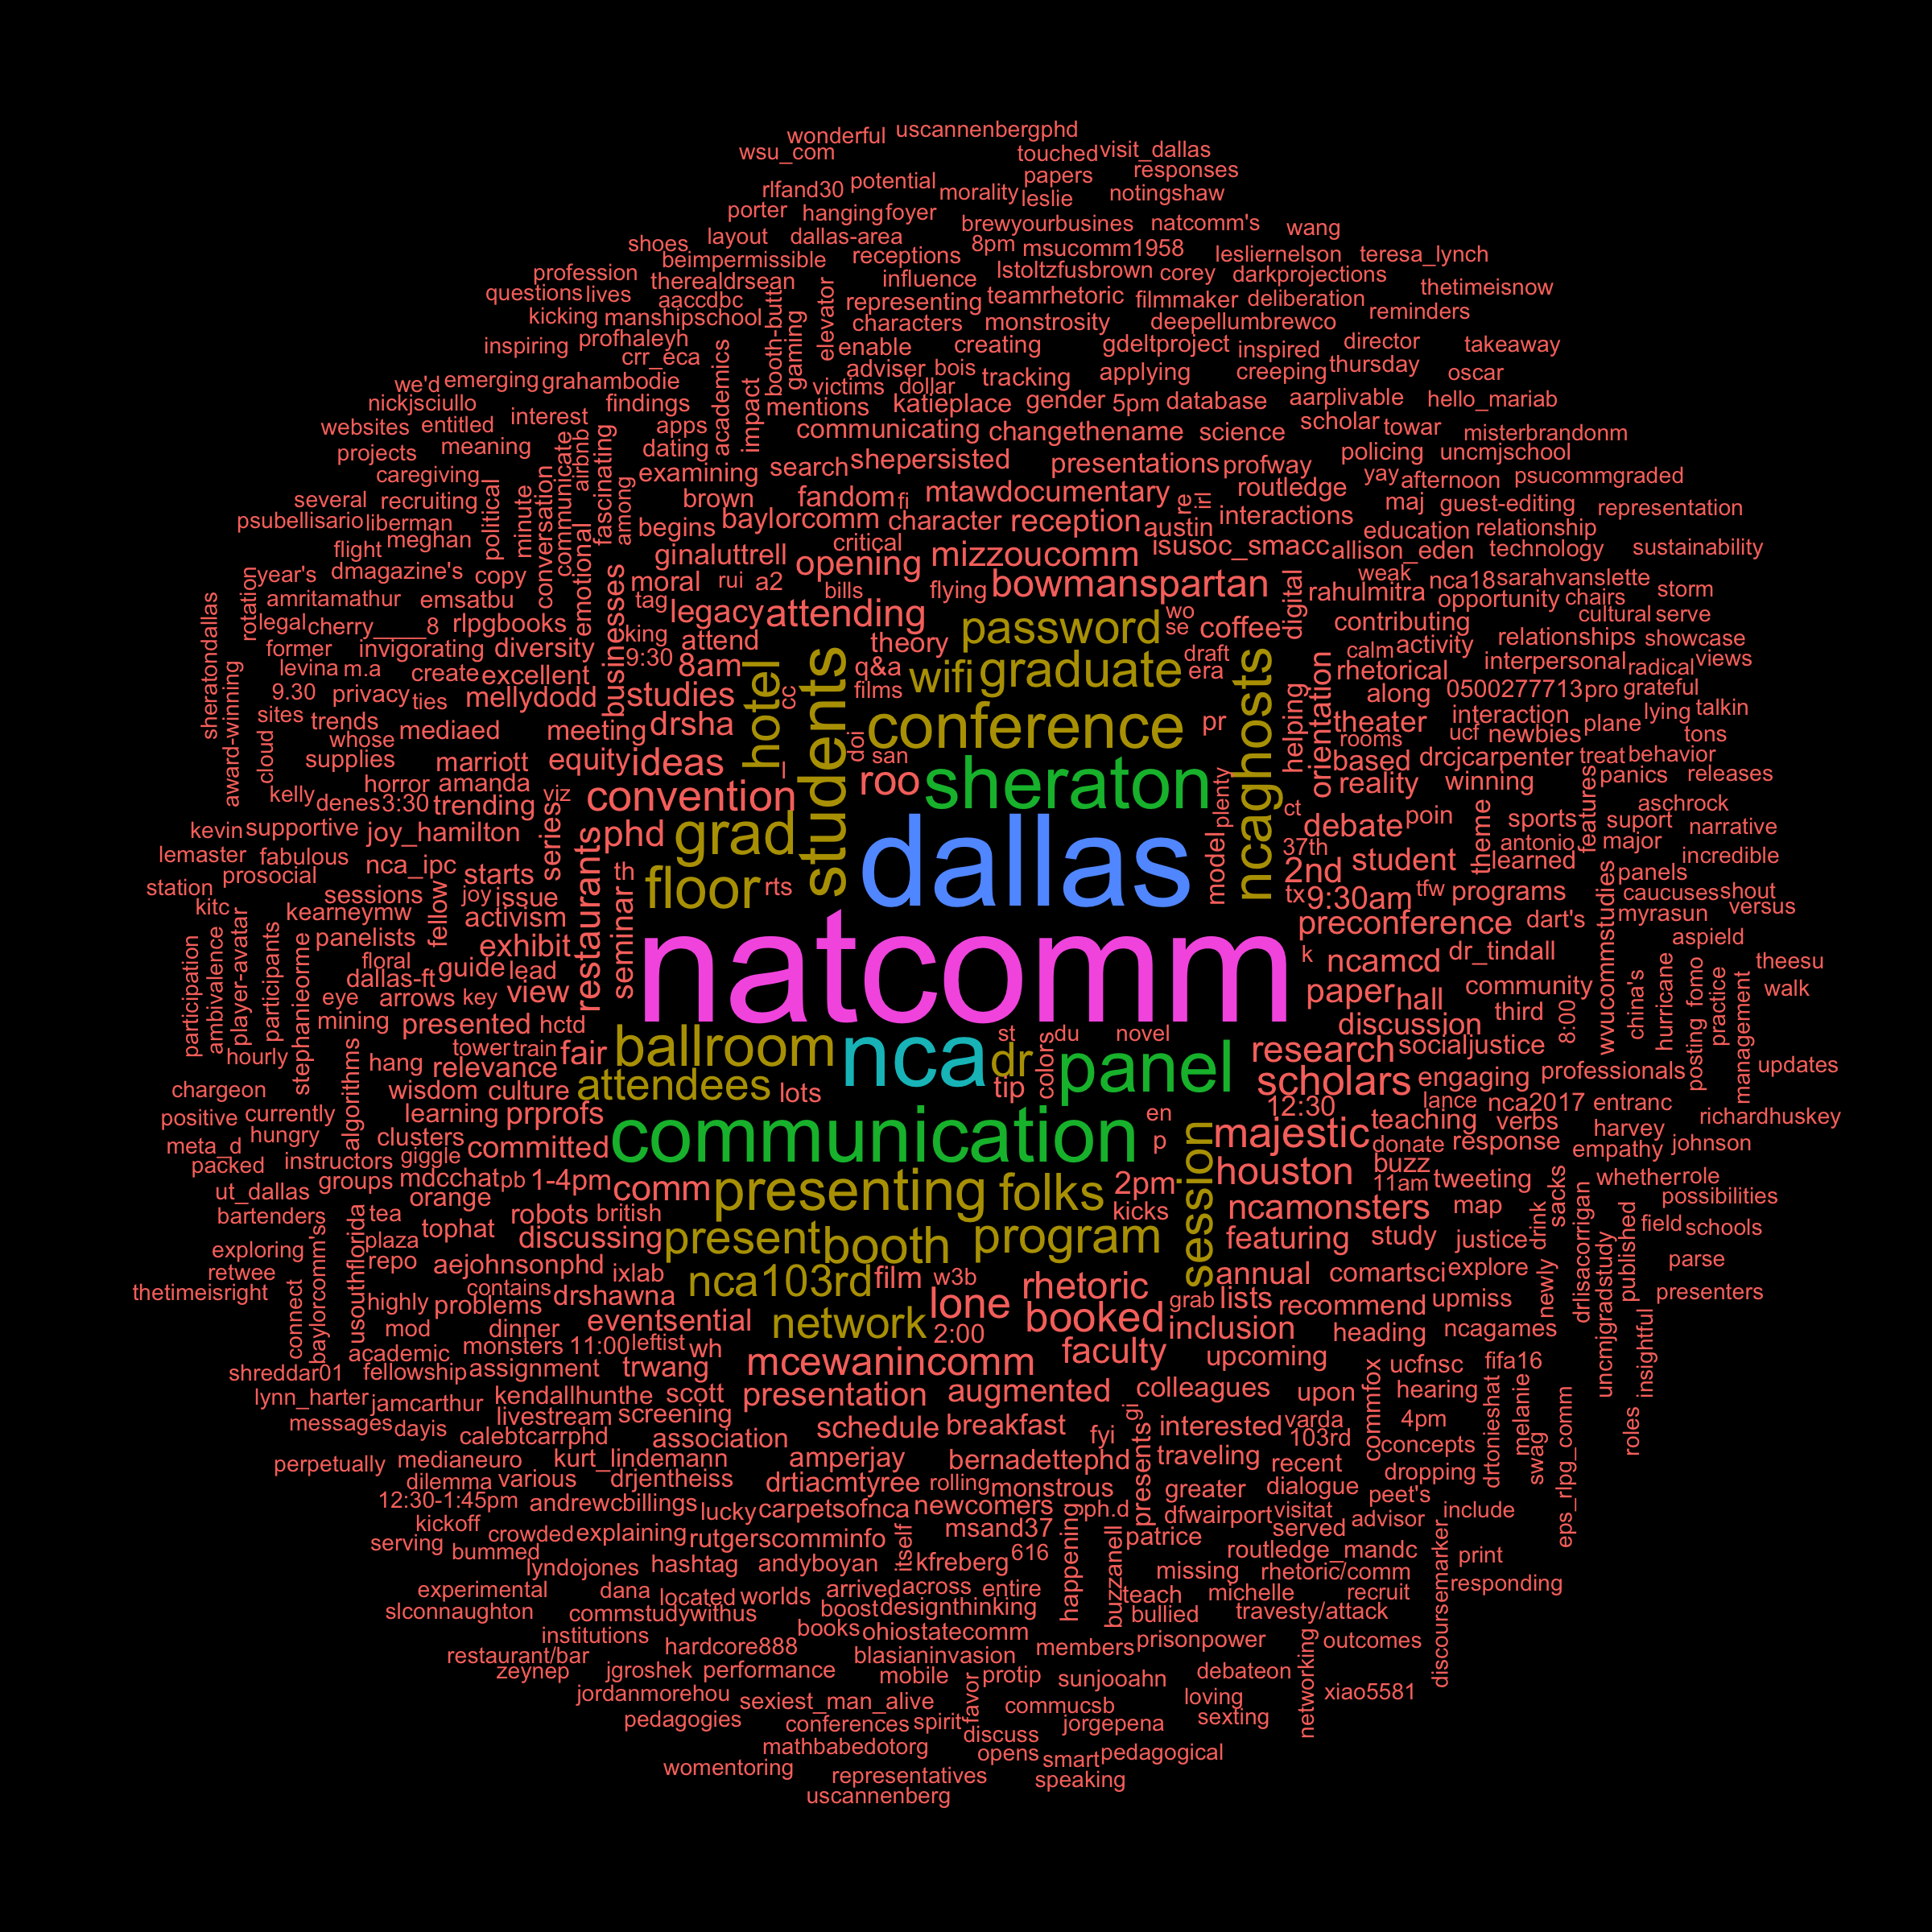 wonderful uscannenbergphd
wsu_com touched visit_dallas
rlfand30 potential papers responses
morality leslie notingshaw
porter hanging foyer brewyourbusines natcomm's wang
shoes layout dallas-area 8pm msucomm1958 lesliernelson teresa_lynch
beimpermissible receptions
profession therealdrsean influence lstoltzfusbrown corey darkprojections thetimeisnow
questions lives aaccdbc booth-butt elevator representing teamrhetoric filmmaker deliberation reminders
kicking manshipschool gaming characters monstrosity deepellumbrewco
inspiring profhaleyh crr_eca academics enable creating gdeltproject inspired director takeaway
we'd emerging grahambodie impact adviser bois tracking applying creeping thursday oscar
nickjsciullo findings victims dollar mentions katieplace gender 5pm database aarplivable hello_mariab
websites entitled interest apps communicating changethename science scholar towar misterbrandonm
projects meaning communicate airbnb fascinating dating search shepersisted presentations profway policing uncmjschool
caregiving examining yay afternoon psucommgraded
several recruiting political minute conversation among brown fandom fi mtawdocumentary re irl routledge maj guest-editing representation
psubellisario liberman emotional begins baylorcomm character reception austin interactions education relationship
flight meghan ginaluttrell critical opening mizzoucomm isusoc_smacc allison_eden technology sustainability
year's dmagazine's copy businesses moral rui a2 bills flying bowmanspartan digital weak nca18 sarahvanslette
sheratondallas rotation amritamathur emsatbu tag legacy attending wo rahulmitra opportunity chairs storm
legal cherry____8 rlpgbooks king attend theory password se coffee contributing cultural serve
former invigorating diversity 9:30 8am hotel students q&a wifi graduate draft era ncaghosts calm activity relationships showcase
levina m.a create excellent studies cc films orientation rhetorical interpersonal radical views
9.30 privacy ties mellydodd along 0500277713 pro grateful
award-winning sites trends mediaed meeting drsha conference pr helping theater interaction plane lying talkin
cloud whose supplies marriott equity ideas _ doi san rooms ucf newbies tons
horror amanda roo sheraton based drcjcarpenter treat behavior
kelly denes 3:30 trending viz convention model plenty reality winning panics releases
kevin supportive joy_hamilton series phd grad dallas ct debate poin theme sports features suport aschrock
lemaster fabulous nca_ipc starts restaurants 37th 2nd student antonio major narrative
prosocial th floor rts learned panels incredible
station sessions fellow joy issue seminar tx 9:30am tfw programs wvucommstudies caucuses shout
kitc kearneymw activism preconference dart's myrasun versus
participation ambivalence player-avatar participants panelists exhibit natcomm aspield
floral dallas-ft guide lead k ncamcd dr_tindall theesu
stephanieorme eye arrows key view paper hall community china's hurricane posting fomo practice management walk
mining presented hctd st du novel discussion third 8:00
hourly hang tower train fair ballroom nca dr colors panel research socialjustice updates
chargeon algorithms relevance attendees lots tip scholars engaging professionals
positive currently wisdom culture 12:30 lance nca2017 entranc richardhuskey
hungry learning prprofs en teaching verbs harvey
meta_d clusters committed communication p session majestic donate response empathy johnson
packed instructors giggle houston buzz
groups mdcchat pb 1-4pm comm presenting folks 2pm 11am tweeting sacks whether role
ut_dallas orange kicks ncamonsters map drink drlisacorrigan published possibilities
bartenders usouthflorida tea robots british field schools
exploring plaza tophat discussing present booth program featuring study justice
retwee repo aejohnsonphd ixlab nca103rd film w3b annual comartsci explore newly uncmjgradstudy parse
thetimeisright connect baylorcomm's contains drshawna rhetoric grab lists presenters
highly problems lone booked recommend upmiss
mod dinner eventsential network 2:00 inclusion heading ncagames insightful
academic monsters 11:00 leftist wh faculty upcoming
shreddar01 fellowship assignment trwang mcewanincomm commfox ucfnsc fifa16
lynn_harter jamcarthur kendallhunthe scott presentation augmented colleagues upon hearing drtonieshat melanie
messages dayis livestream screening gi varda 4pm roles
calebtcarrphd association schedule breakfast fyi interested 103rd concepts swag eps_rlpg_comm
perpetually medianeuro kurt_lindemann amperjay bernadettephd presents traveling recent
dilemma various drjentheiss drtiacmtyree rolling monstrous greater dialogue dropping
12:30-1:45pm andrewcbillings lucky carpetsofnca newcomers ph.d dfwairport visitat peet's include
kickoff crowded explaining msand37 happening served advisor
serving bummed rutgerscomminfo itself patrice routledge_mandc discoursemarker print
lyndojones hashtag andyboyan kfreberg 616 buzzanell missing rhetoric/comm
experimental dana located worlds arrived across entire teach michelle recruit responding
slconnaughton commstudywithus boost designthinking bullied travesty/attack
institutions books ohiostatecomm networking outcomes
restaurant/bar hardcore888 blasianinvasion members prisonpower
zeynep jgroshek performance mobile protip sunjooahn debateon
jordanmorehou sexiest_man_alive favor commucsb loving xiao5581
pedagogies conferences spirit discuss jorgepena sexting
mathbabedotorg opens smart pedagogical
womentoring representatives speaking
uscannenberg